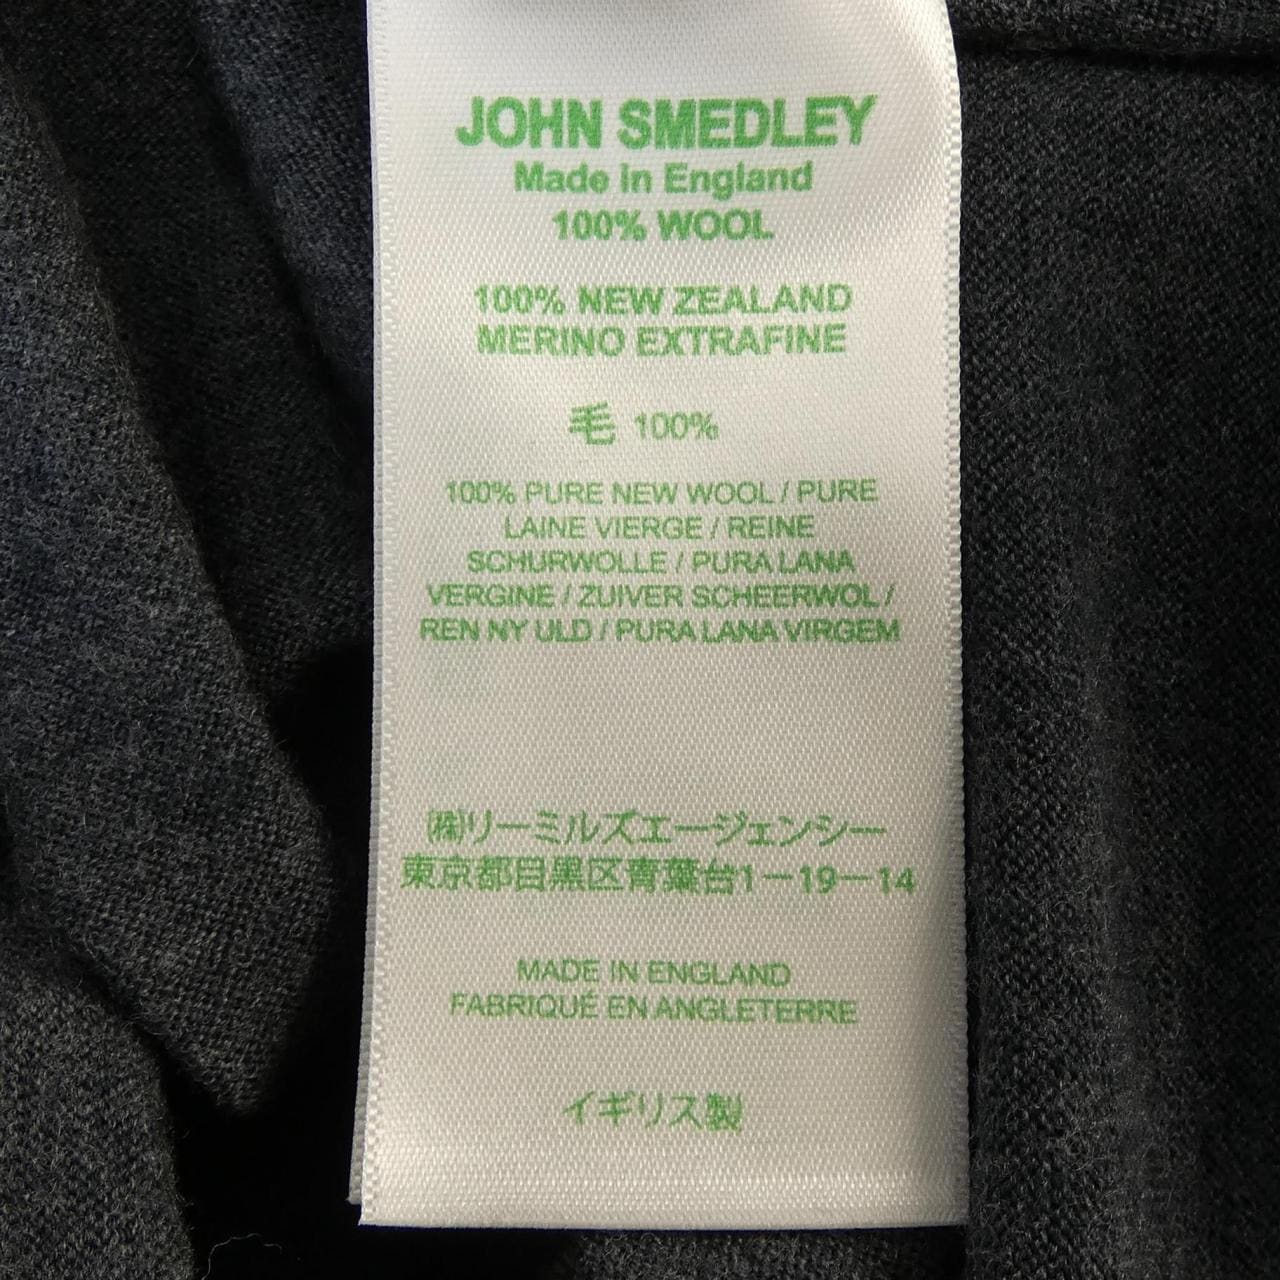 JOHN SMEDLEY
Made in England
100% WOOL
100% NEW ZEALAND
MERINO EXTRAFINE
毛 100%
100% PURE NEW WOOL / PURE
LAINE VIERGE / REINE
SCHURWOLLE / PURA LANA
VERGINE / ZUIVER SCHEERWOL /
REN NY ULD / PURA LANA VIRGEM
㈱リーミルズエージェンシー
東京都目黒区青葉台1－19－14
MADE IN ENGLAND
FABRIQUÉ EN ANGLETERRE
イギリス製